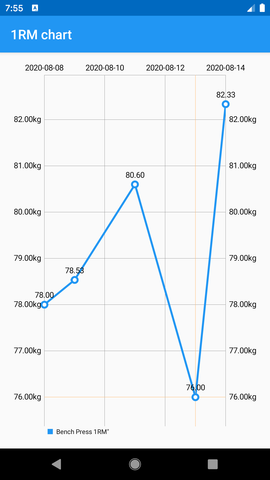 7:55
1RM chart
2020-08-08 2020-08-10 2020-08-12 2020-08-14
82.33
82.00kg 82.00kg
81.00kg 81.00kg
80.60
80.00kg 80.00kg
79.00kg 79.00kg
78.53
78.00
78.00kg 78.00kg
77.00kg 77.00kg
76.00
76.00kg 76.00kg
Bench Press 1RM"